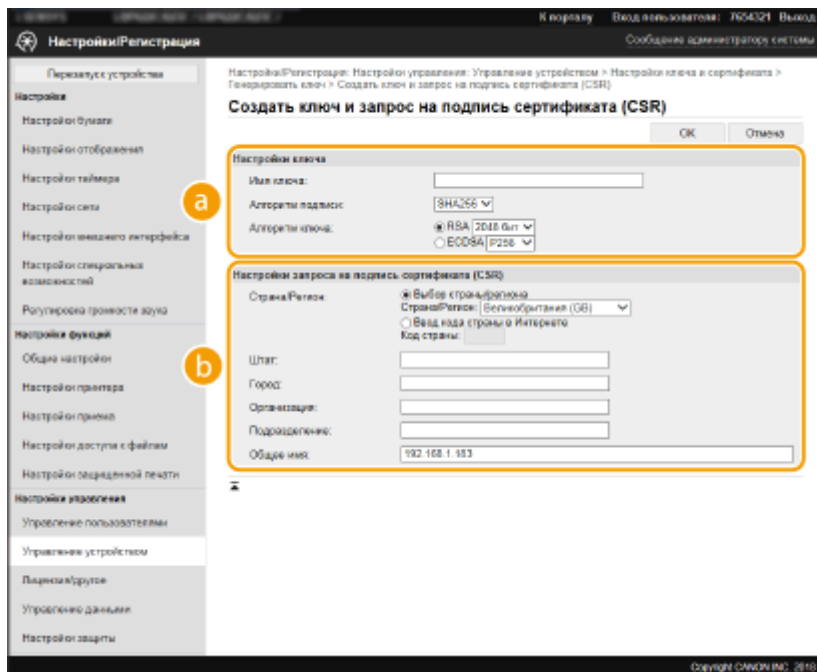 К порталу Вход пользователя: 7654321 Выход
Настройки/Регистрация
Сообщение администратору системы
Перезапуск устройства
Настройки
Настройки бумаги
Настройки отображения
Настройки таймера
Настройки сети
Настройки внешнего интерфейса
Настройки специальных
возможностей
Регулировка громкости звука
Настройки функций
Общие настройки
Настройки принтера
Настройки приема
Настройки доступа к файлам
Настройки защищенной печати
Настройки управления
Управление пользователями
Управление устройством
Лицензия/другое
Управление данными
Настройки защиты
Настройки/Регистрация: Настройки управления: Управление устройством > Настройки ключа и сертификата >
Генерировать ключ > Создать ключ и запрос на подпись сертификата (CSR)
Создать ключ и запрос на подпись сертификата (CSR)
OK Отмена
a
Настройки ключа
Имя ключа:
Алгоритм подписи: SHA256
Алгоритм ключа: RSA 2048 бит
ECDSA P256
b
Настройки запроса на подпись сертификата (CSR)
Страна/Регион: Выбор страны/региона
Страна/Регион: Великобритания (GB)
Ввод кода страны в Интернете
Код страны:
Штат:
Город:
Организация:
Подразделение:
Общее имя: 192.168.1.183
Copyright CANON INC. 2018